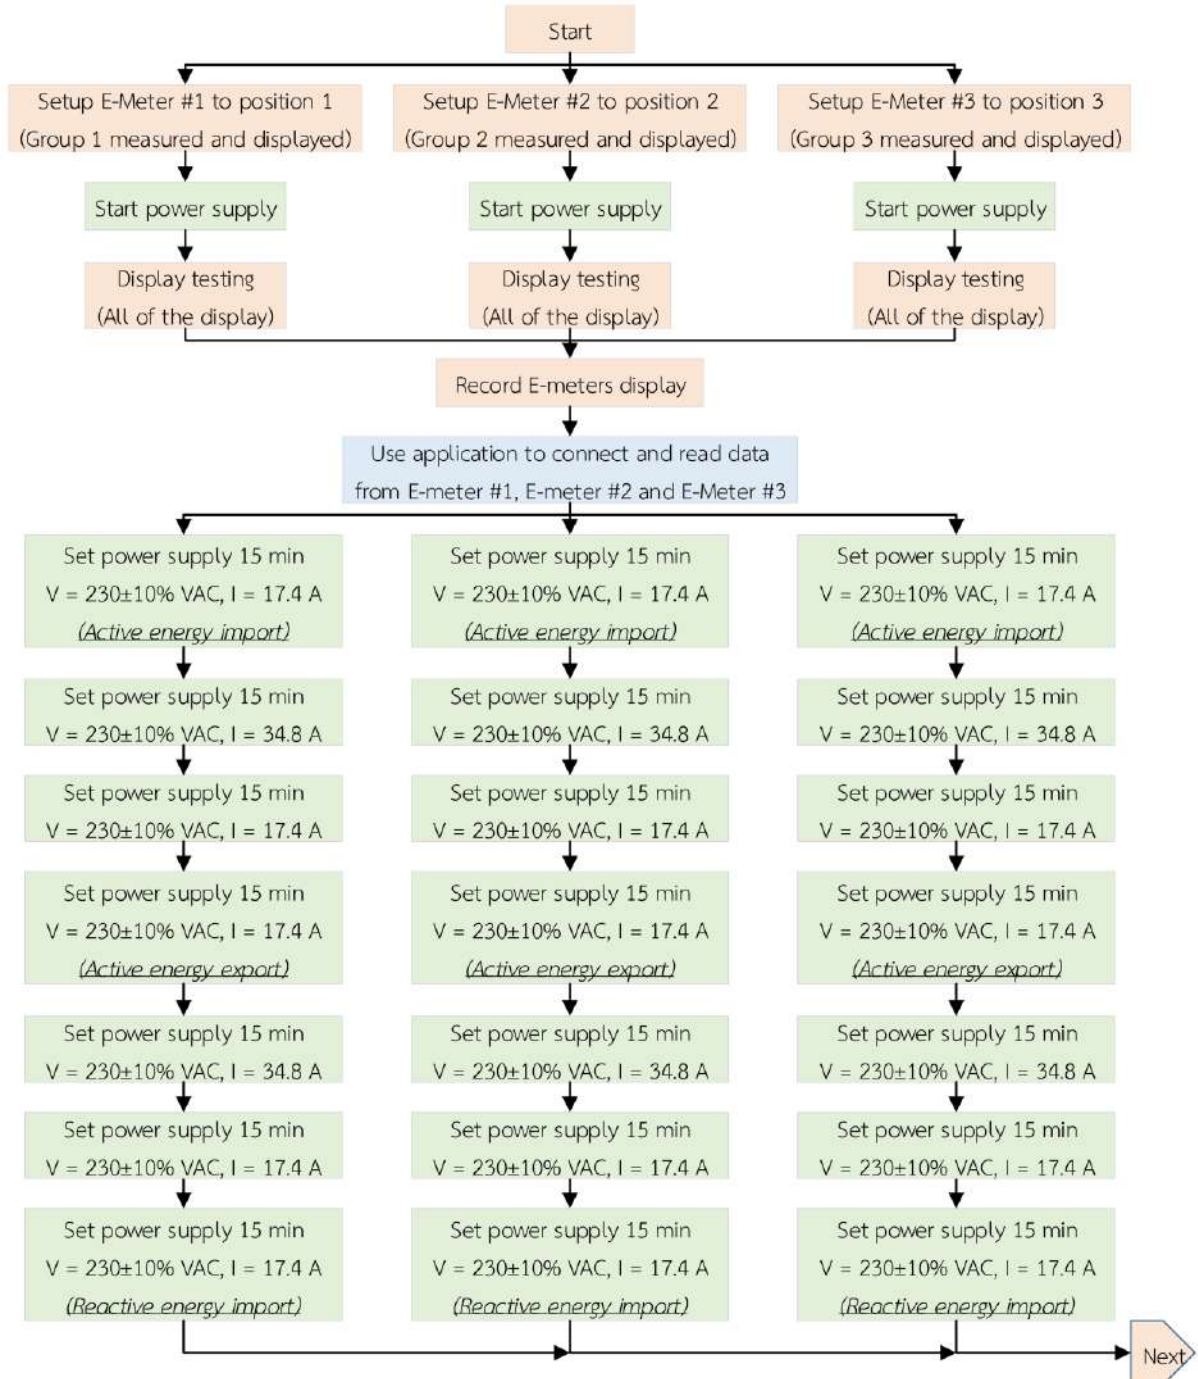 Start
Setup E-Meter #1 to position 1
(Group 1 measured and displayed)
Setup E-Meter #2 to position 2
(Group 2 measured and displayed)
Setup E-Meter #3 to position 3
(Group 3 measured and displayed)
Start power supply
Start power supply
Start power supply
Display testing
(All of the display)
Display testing
(All of the display)
Display testing
(All of the display)
Record E-meters display
Use application to connect and read data
from E-meter #1, E-meter #2 and E-Meter #3
Set power supply 15 min
V = 230±10% VAC, I = 17.4 A
(Active energy import)
Set power supply 15 min
V = 230±10% VAC, I = 17.4 A
(Active energy import)
Set power supply 15 min
V = 230±10% VAC, I = 17.4 A
(Active energy import)
Set power supply 15 min
V = 230±10% VAC, I = 34.8 A
Set power supply 15 min
V = 230±10% VAC, I = 34.8 A
Set power supply 15 min
V = 230±10% VAC, I = 34.8 A
Set power supply 15 min
V = 230±10% VAC, I = 17.4 A
Set power supply 15 min
V = 230±10% VAC, I = 17.4 A
Set power supply 15 min
V = 230±10% VAC, I = 17.4 A
Set power supply 15 min
V = 230±10% VAC, I = 17.4 A
(Active energy export)
Set power supply 15 min
V = 230±10% VAC, I = 17.4 A
(Active energy export)
Set power supply 15 min
V = 230±10% VAC, I = 17.4 A
(Active energy export)
Set power supply 15 min
V = 230±10% VAC, I = 34.8 A
Set power supply 15 min
V = 230±10% VAC, I = 34.8 A
Set power supply 15 min
V = 230±10% VAC, I = 34.8 A
Set power supply 15 min
V = 230±10% VAC, I = 17.4 A
Set power supply 15 min
V = 230±10% VAC, I = 17.4 A
Set power supply 15 min
V = 230±10% VAC, I = 17.4 A
Set power supply 15 min
V = 230±10% VAC, I = 17.4 A
(Reactive energy import)
Set power supply 15 min
V = 230±10% VAC, I = 17.4 A
(Reactive energy import)
Set power supply 15 min
V = 230±10% VAC, I = 17.4 A
(Reactive energy import)
Next